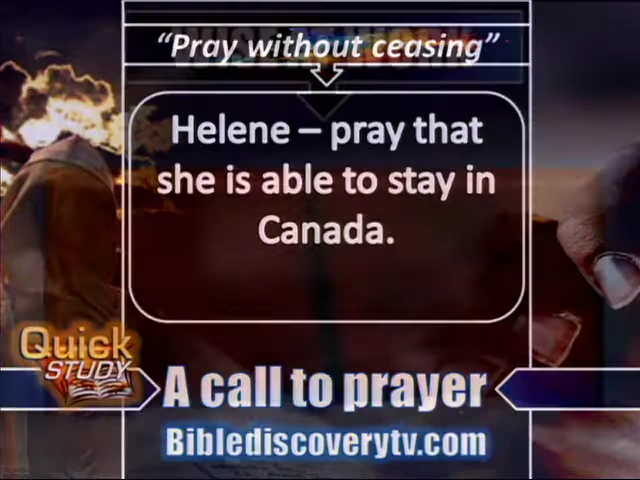 “Pray without ceasing”
Helene – pray that
she is able to stay in
Canada.
Quick
STUDY
A call to prayer
Biblediscoverytv.com